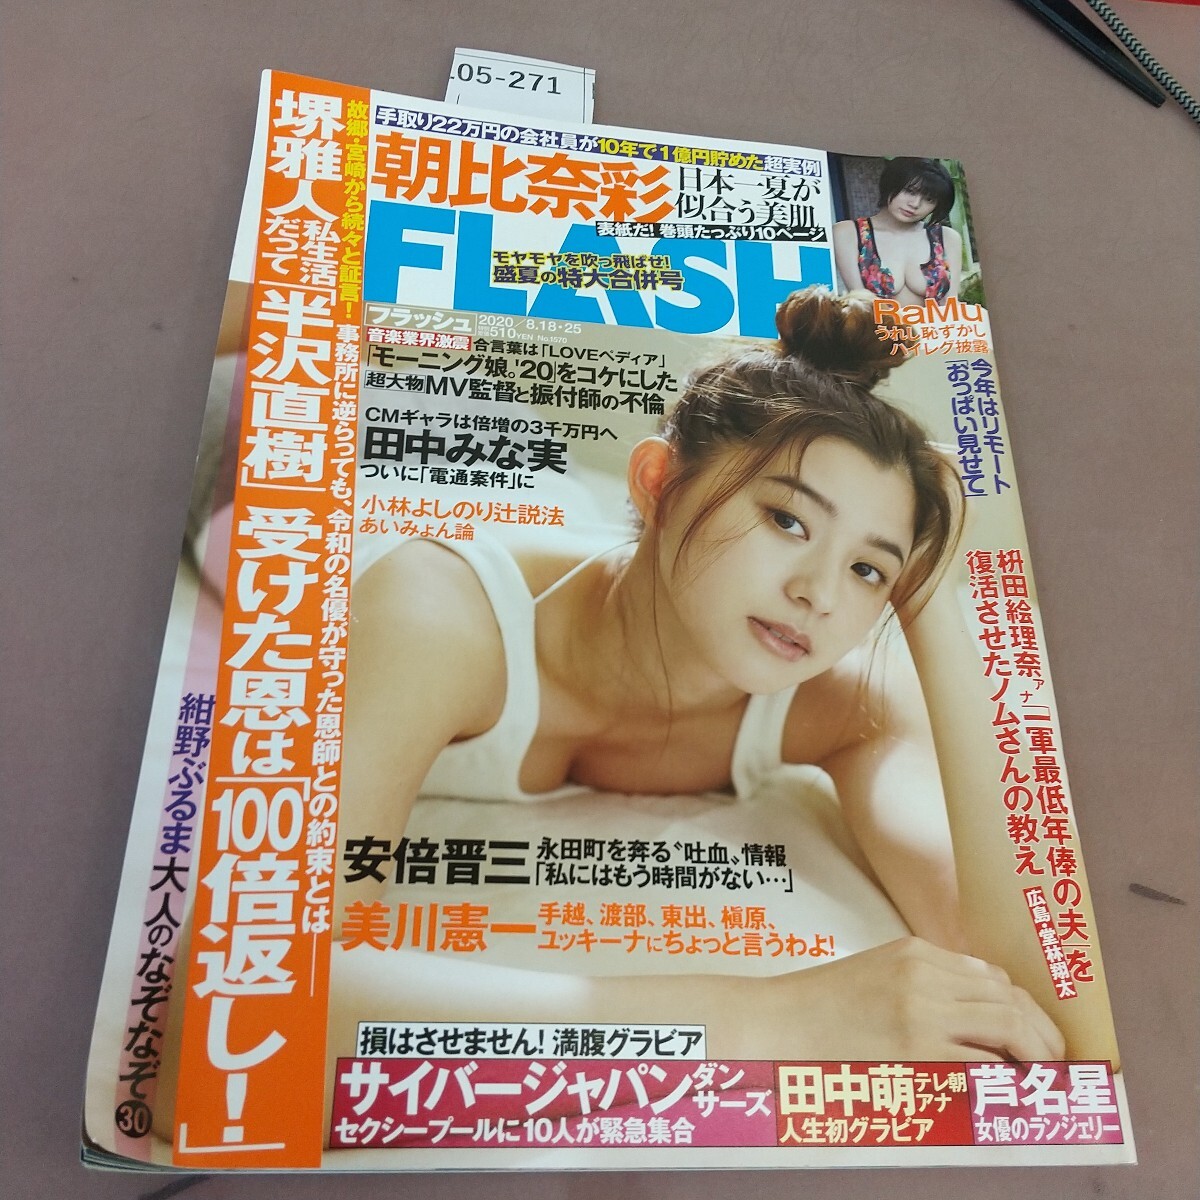 .05-271
手取り22万円の会社員が10年で1億円貯めた超実例
朝比奈彩
日本一夏が
似合う美肌
表紙だ! 巻頭たっぷり10ページ
FLASH
モヤモヤを吹っ飛ばせ!
盛夏の特大合併号
RaMu
うれし恥ずかし
ハイレグ披露
今年はリモート
「おっぱい見せて」
フラッシュ
2020/8.18・25
510YEN No.1570
音楽業界激震
合言葉は「LOVEペディア」
「モーニング娘。'20」をコケにした
超大物MV監督と振付師の不倫
CMギャラは倍増の3千万円へ
田中みな実
ついに「電通案件」に
小林よしのり辻説法
あいみょん論
枡田絵理奈アナ「一軍最低年俸の夫」を
復活させたノムさんの教え
広島・堂林翔太
故郷・宮崎から続々と証言! 事務所に逆らっても、令和の名優が守った恩師との約束とは――
堺雅人
私生活
だって
「半沢直樹」
受けた恩は「100倍返し!」
紺野ぶるま 大人のなぞなぞ㉚
安倍晋三
永田町を奔る〝吐血〟情報
「私にはもう時間がない…」
美川憲一
手越、渡部、東出、槇原、
ユッキーナにちょっと言うわよ!
損はさせません! 満腹グラビア
サイバージャパン
ダン
サーズ
セクシープールに10人が緊急集合
田中萌
テレ朝
アナ
人生初グラビア
芦名星
女優のランジェリー